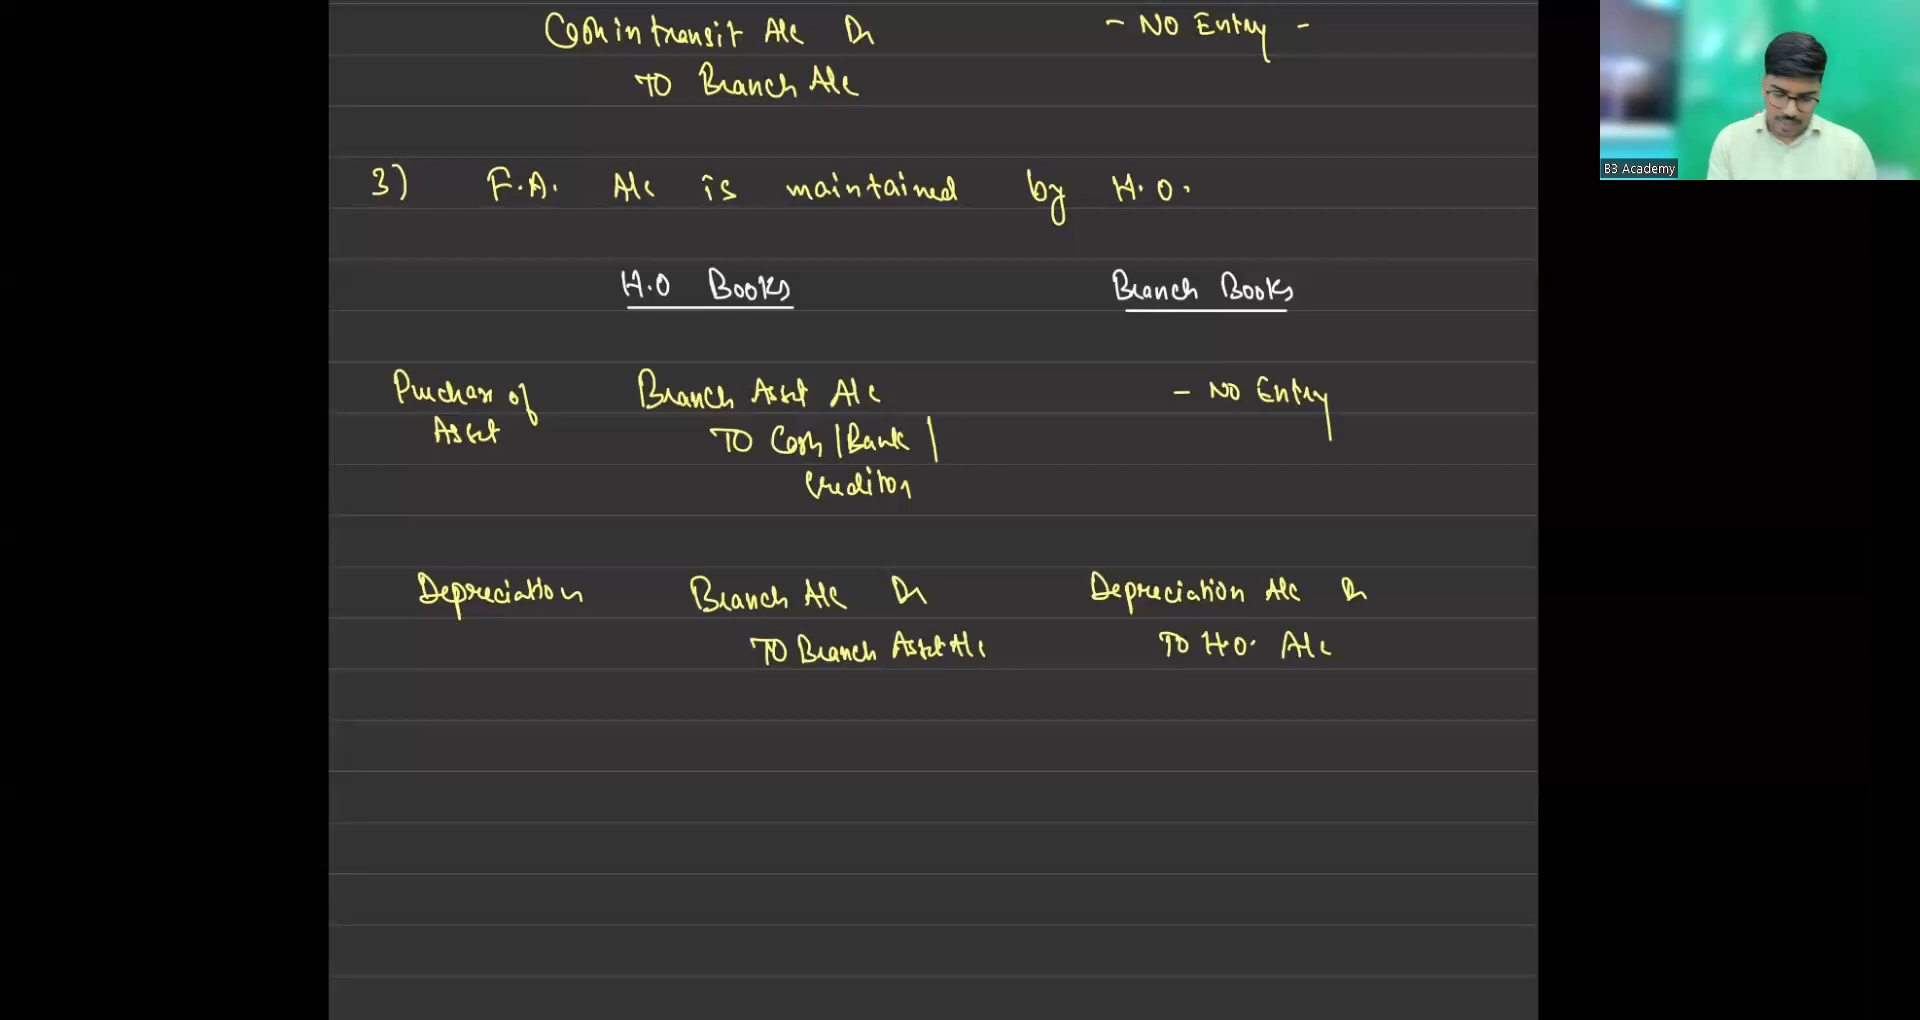 Cash in transit A/c Dr - No Entry -
To Branch A/c
B3 Academy
3) F.A. A/c is maintained by H.O.
H.O Books Branch Books
Purchase of Branch Asset A/c - No Entry
Asset To Cash | Bank |
Creditor
Depreciation Branch A/c Dr Depreciation A/c Dr
To Branch Asset A/c To H.O. A/c